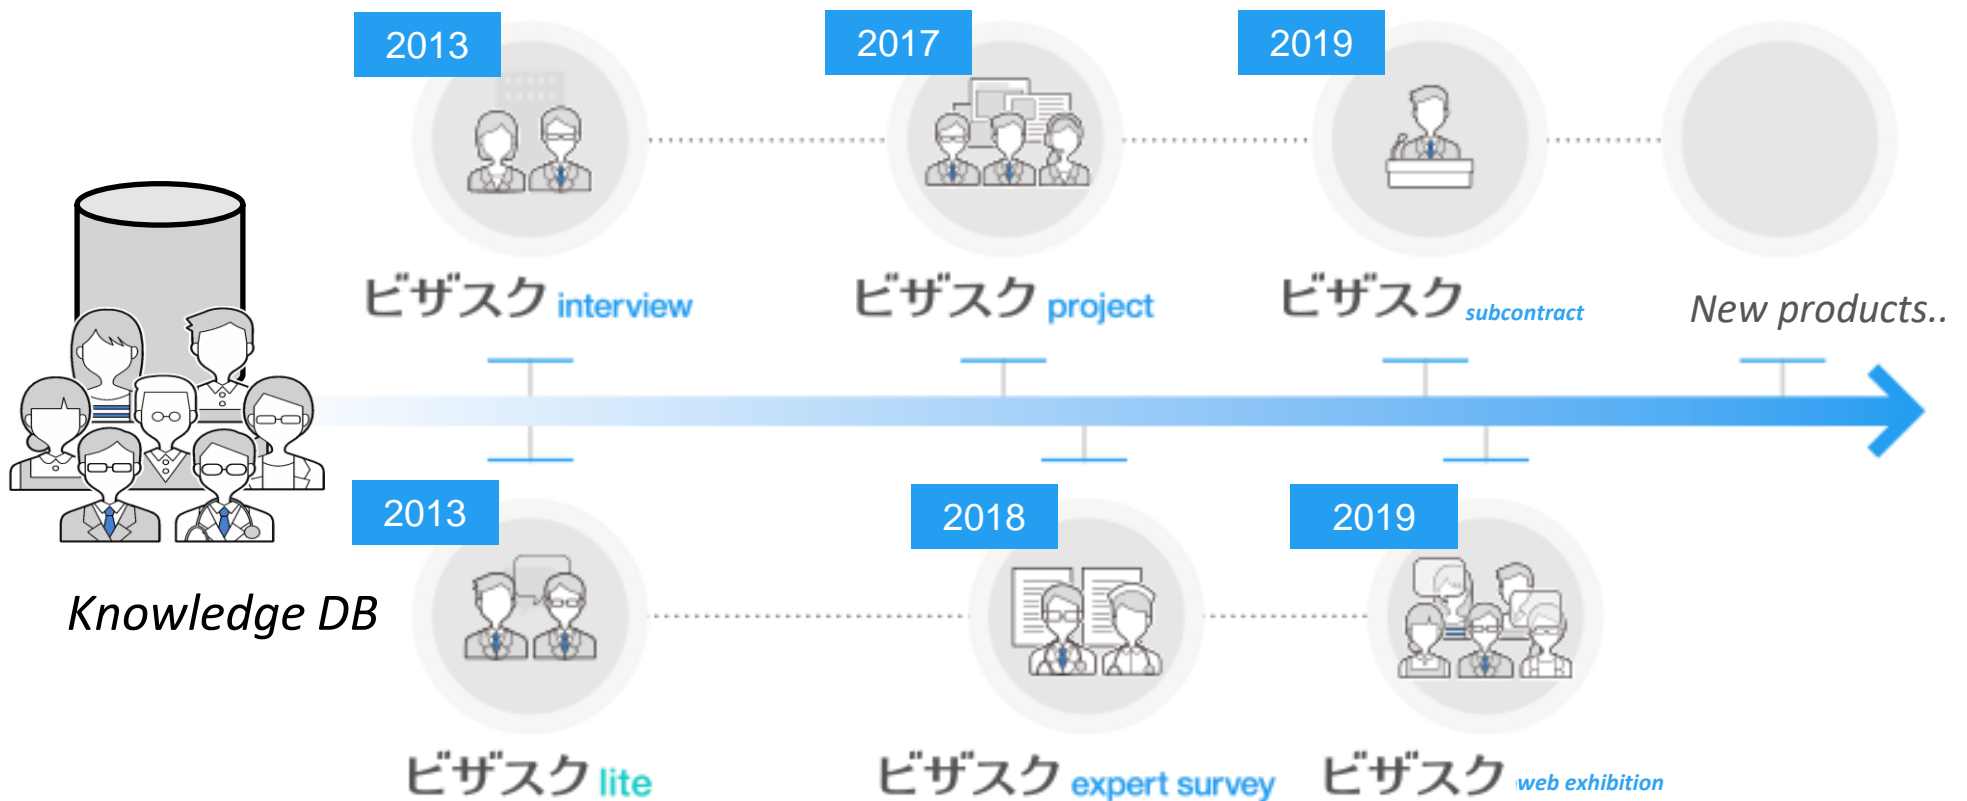 2013
2017
2019
ビザスク interview
ビザスク project
ビザスク subcontract
New products..
2013
2018
2019
Knowledge DB
ビザスク lite
ビザスク expert survey
ビザスク web exhibition